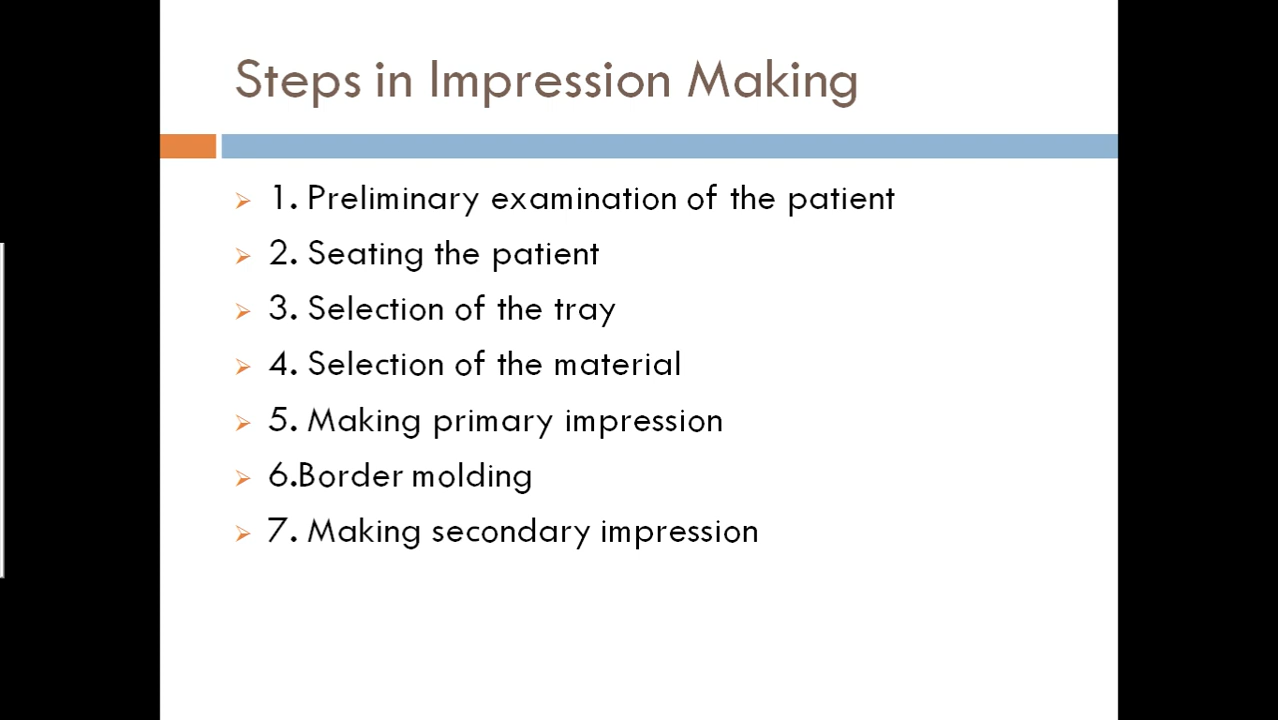 Steps in Impression Making
1. Preliminary examination of the patient
2. Seating the patient
3. Selection of the tray
4. Selection of the material
5. Making primary impression
6.Border molding
7. Making secondary impression